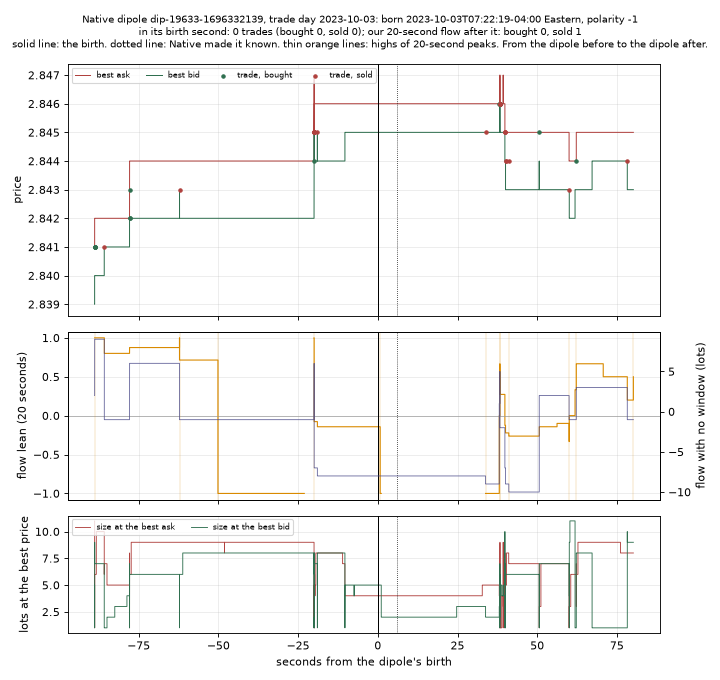 Native dipole dip-19633-1696332139, trade day 2023-10-03: born 2023-10-03T07:22:19-04:00 Eastern, polarity -1
in its birth second: 0 trades (bought 0, sold 0); our 20-second flow after it: bought 0, sold 1
solid line: the birth. dotted line: Native made it known. thin orange lines: highs of 20-second peaks. From the dipole before to the dipole after.
best ask
best bid
trade, bought
trade, sold
2.847
2.846
2.845
2.844
2.843
2.842
2.841
2.840
2.839
price
1.0
0.5
0.0
−0.5
−1.0
flow lean (20 seconds)
5
0
−5
−10
flow with no window (lots)
size at the best ask
size at the best bid
10.0
7.5
5.0
2.5
lots at the best price
−75
−50
−25
0
25
50
75
seconds from the dipole's birth